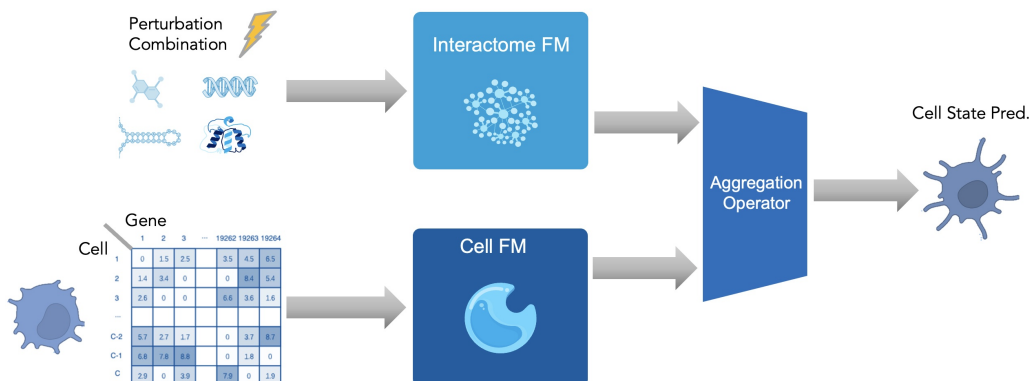 Perturbation
Combination
Interactome FM
Cell State Pred.
Aggregation
Operator
Gene
Cell
1 2 3 ... 19262 19263 19264
1 0 1.5 2.5 3.5 4.5 6.5
2 1.4 3.4 0 0 8.4 5.4
3 2.6 0 0 6.6 3.6 1.6
...
C-2 5.7 2.7 1.7 0 3.7 8.7
C-1 6.8 7.8 8.8 0 1.8 0
C 2.9 0 3.9 7.9 0 1.9
Cell FM